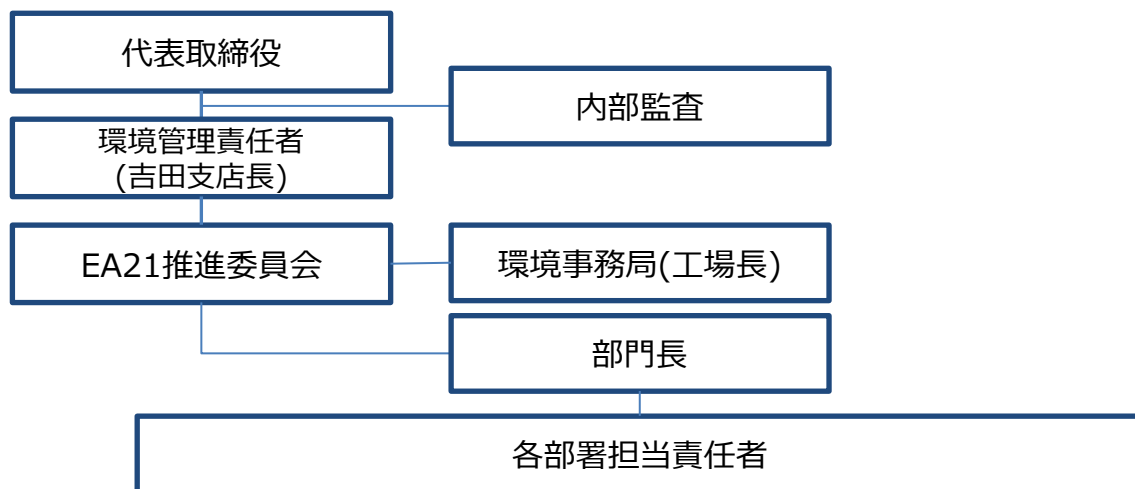 代表取締役
内部監査
環境管理責任者
(吉田支店長)
EA21推進委員会
環境事務局(工場長)
部門長
各部署担当責任者